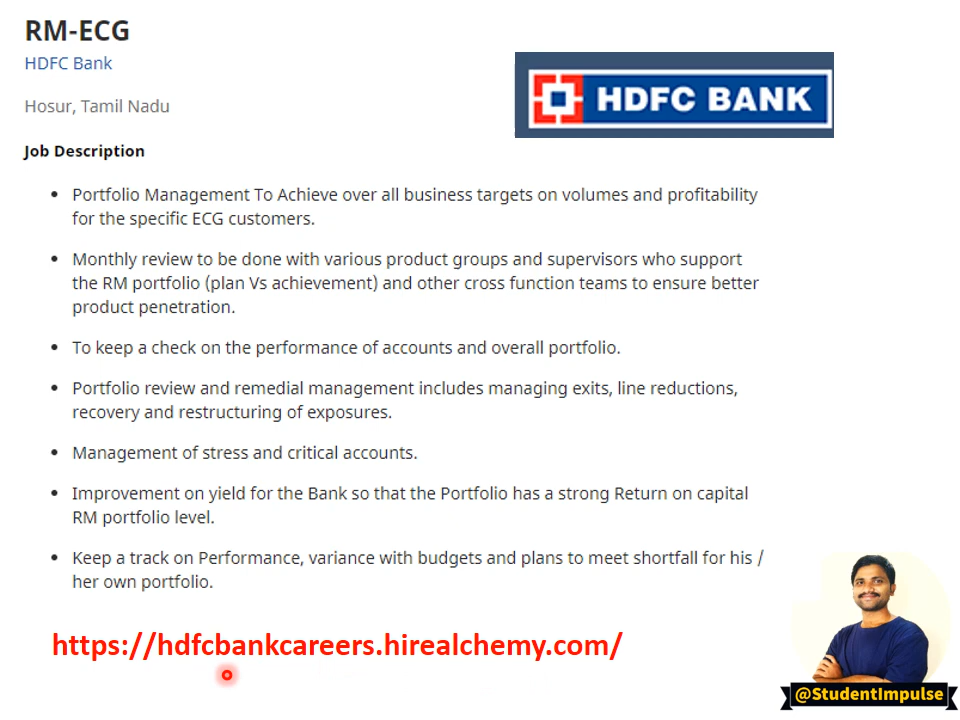 RM-ECG
HDFC Bank
HDFC BANK
Hosur, Tamil Nadu
Job Description
• Portfolio Management To Achieve over all business targets on volumes and profitability
for the specific ECG customers.
• Monthly review to be done with various product groups and supervisors who support
the RM portfolio (plan Vs achievement) and other cross function teams to ensure better
product penetration.
• To keep a check on the performance of accounts and overall portfolio.
• Portfolio review and remedial management includes managing exits, line reductions,
recovery and restructuring of exposures.
• Management of stress and critical accounts.
• Improvement on yield for the Bank so that the Portfolio has a strong Return on capital
RM portfolio level.
• Keep a track on Performance, variance with budgets and plans to meet shortfall for his /
her own portfolio.
https://hdfcbankcareers.hirealchemy.com/
@StudentImpulse